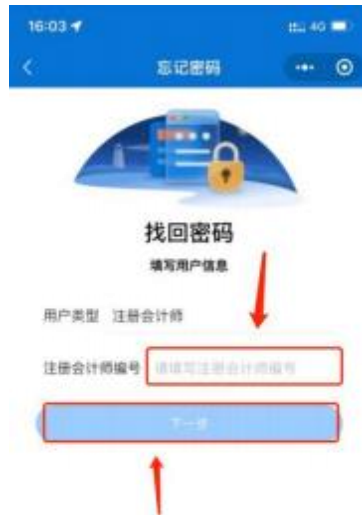 16:03 4G
忘记密码
找回密码
填写用户信息
用户类型 注册会计师
注册会计师编号 请填写注册会计师编号
下一步